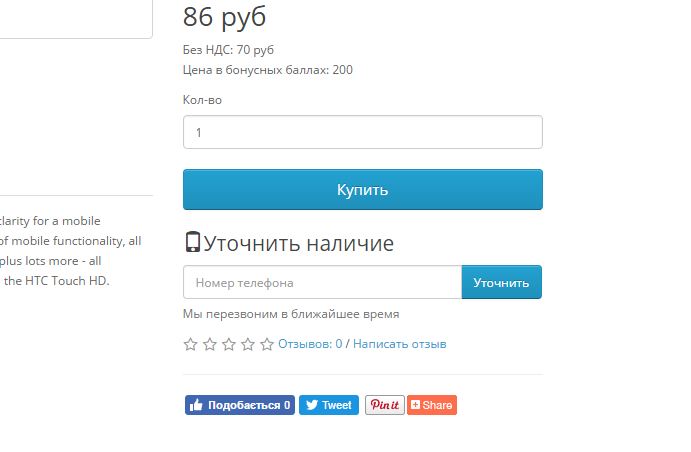 86 руб
Без НДС: 70 руб
Цена в бонусных баллах: 200
Кол-во
1
Купить
larity for a mobile
of mobile functionality, all
plus lots more - all
the HTC Touch HD.
Уточнить наличие
Номер телефона
Уточнить
Мы перезвоним в ближайшее время
Отзывов: 0 / Написать отзыв
Подобається 0
Tweet
Pin it
Share